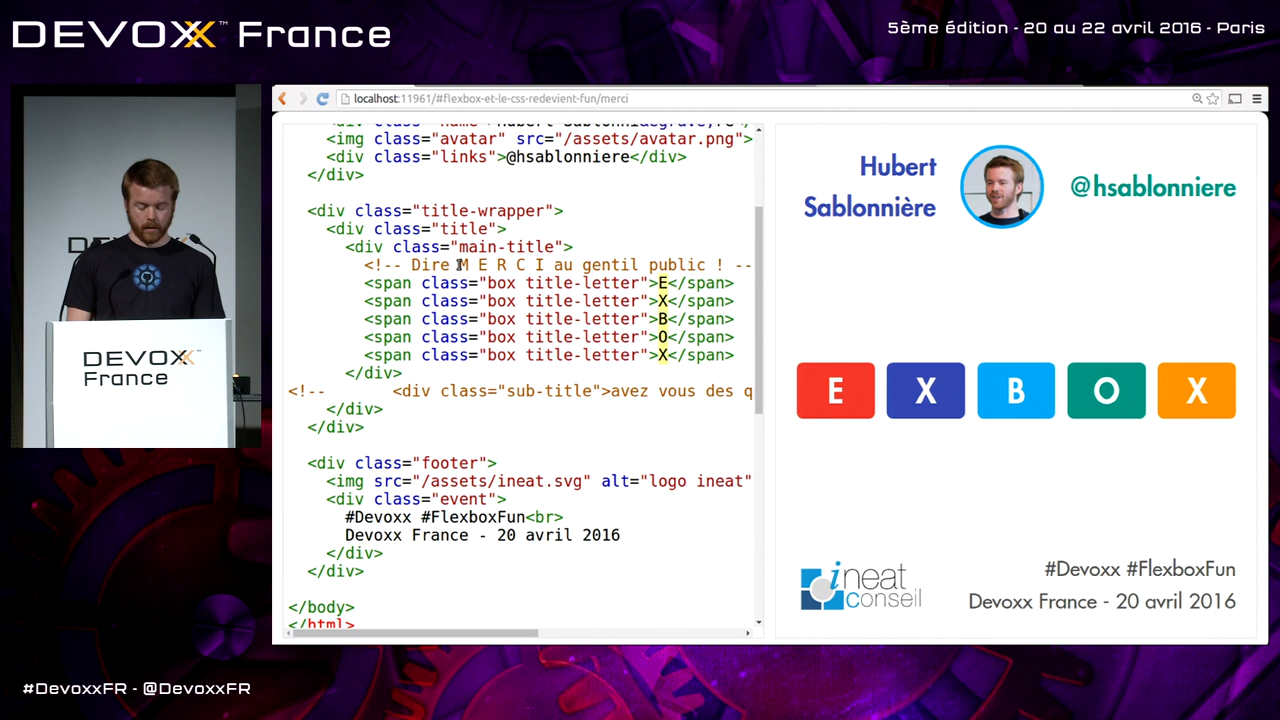 DEVOXX™ France
5ème édition - 20 au 22 avril 2016 - Paris
localhost:11961/#flexbox-et-le-css-redevient-fun/merci
<img class="avatar" src="/assets/avatar.png">
<div class="links">@hsablonniere</div>
</div>
<div class="title-wrapper">
<div class="title">
<div class="main-title">
<!-- Dire M E R C I au gentil public ! --
<span class="box title-letter">E</span>
<span class="box title-letter">X</span>
<span class="box title-letter">B</span>
<span class="box title-letter">O</span>
<span class="box title-letter">X</span>
</div>
<!-- <div class="sub-title">avez vous des q
</div>
</div>
<div class="footer">
<img src="/assets/ineat.svg" alt="logo ineat"
<div class="event">
#Devoxx #FlexboxFun<br>
Devoxx France - 20 avril 2016
</div>
</div>
</body>
</html>
Hubert
Sablonnière
@hsablonniere
E X B O X
ineat
conseil
#Devoxx #FlexboxFun
Devoxx France - 20 avril 2016
DEVOXX™
France
#DevoxxFR - @DevoxxFR